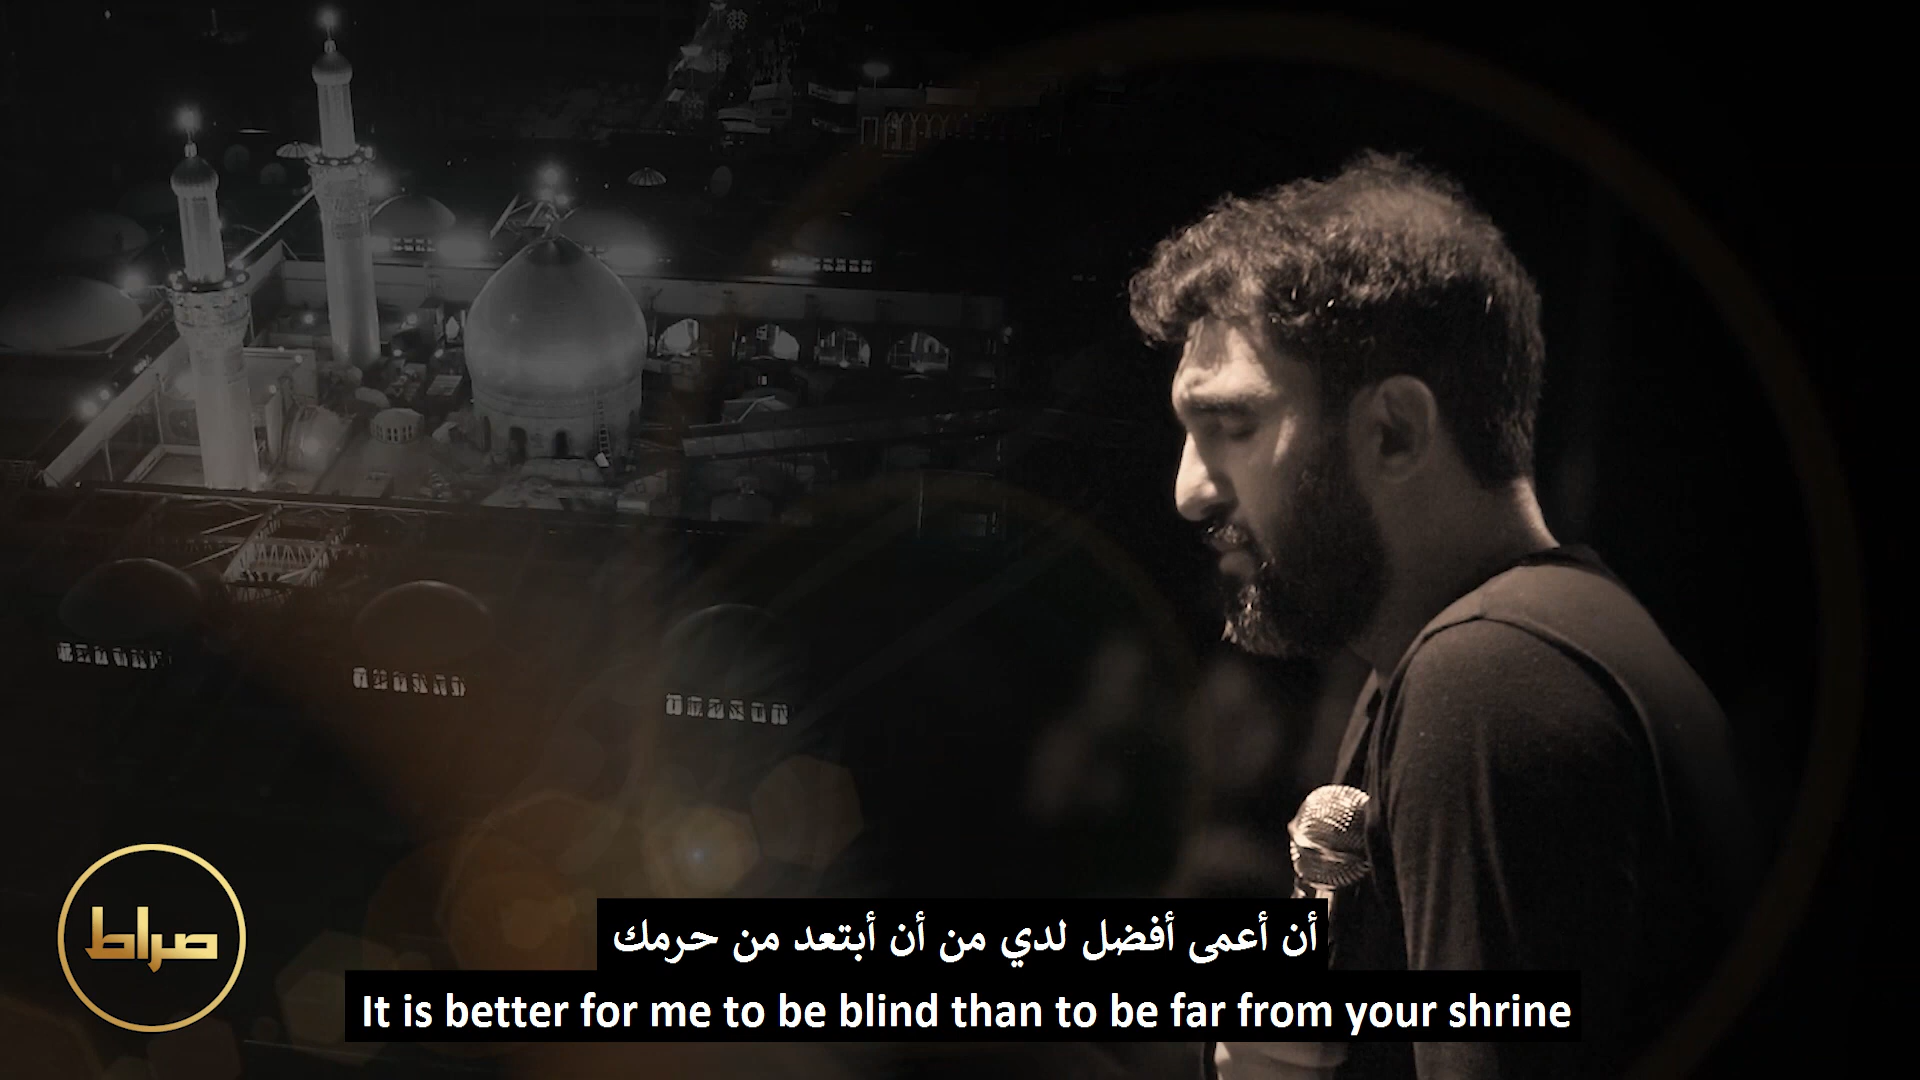 صراط
أن أعمى أفضل لدي من أن أبتعد من حرمك
It is better for me to be blind than to be far from your shrine